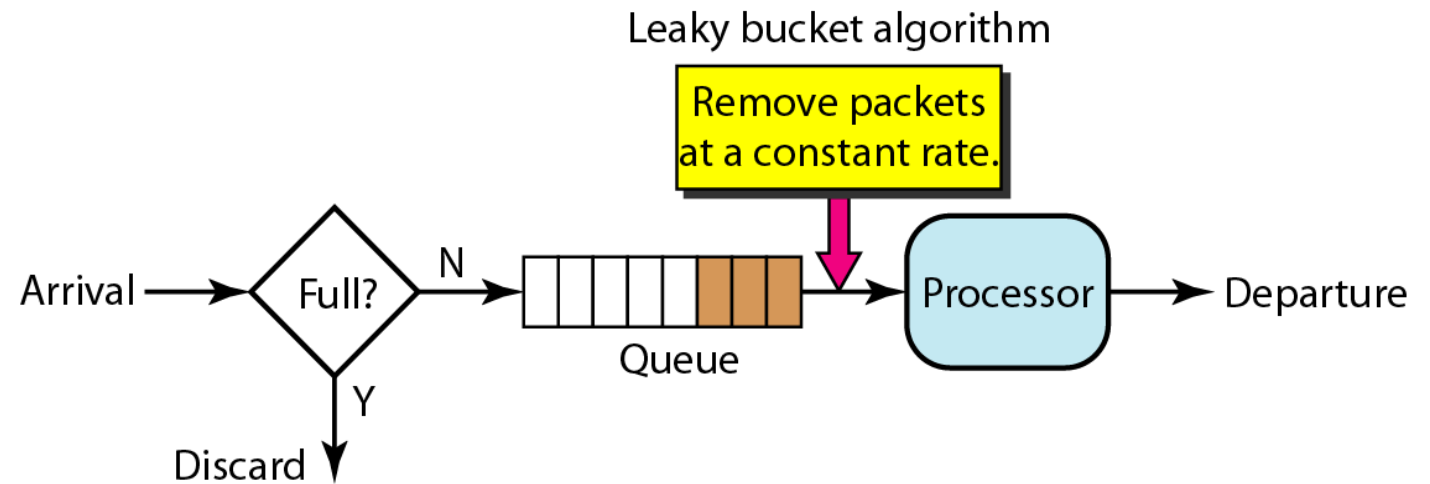 Leaky bucket algorithm
Remove packets
at a constant rate.
Arrival
Full?
N
Y
Discard
Queue
Processor
Departure